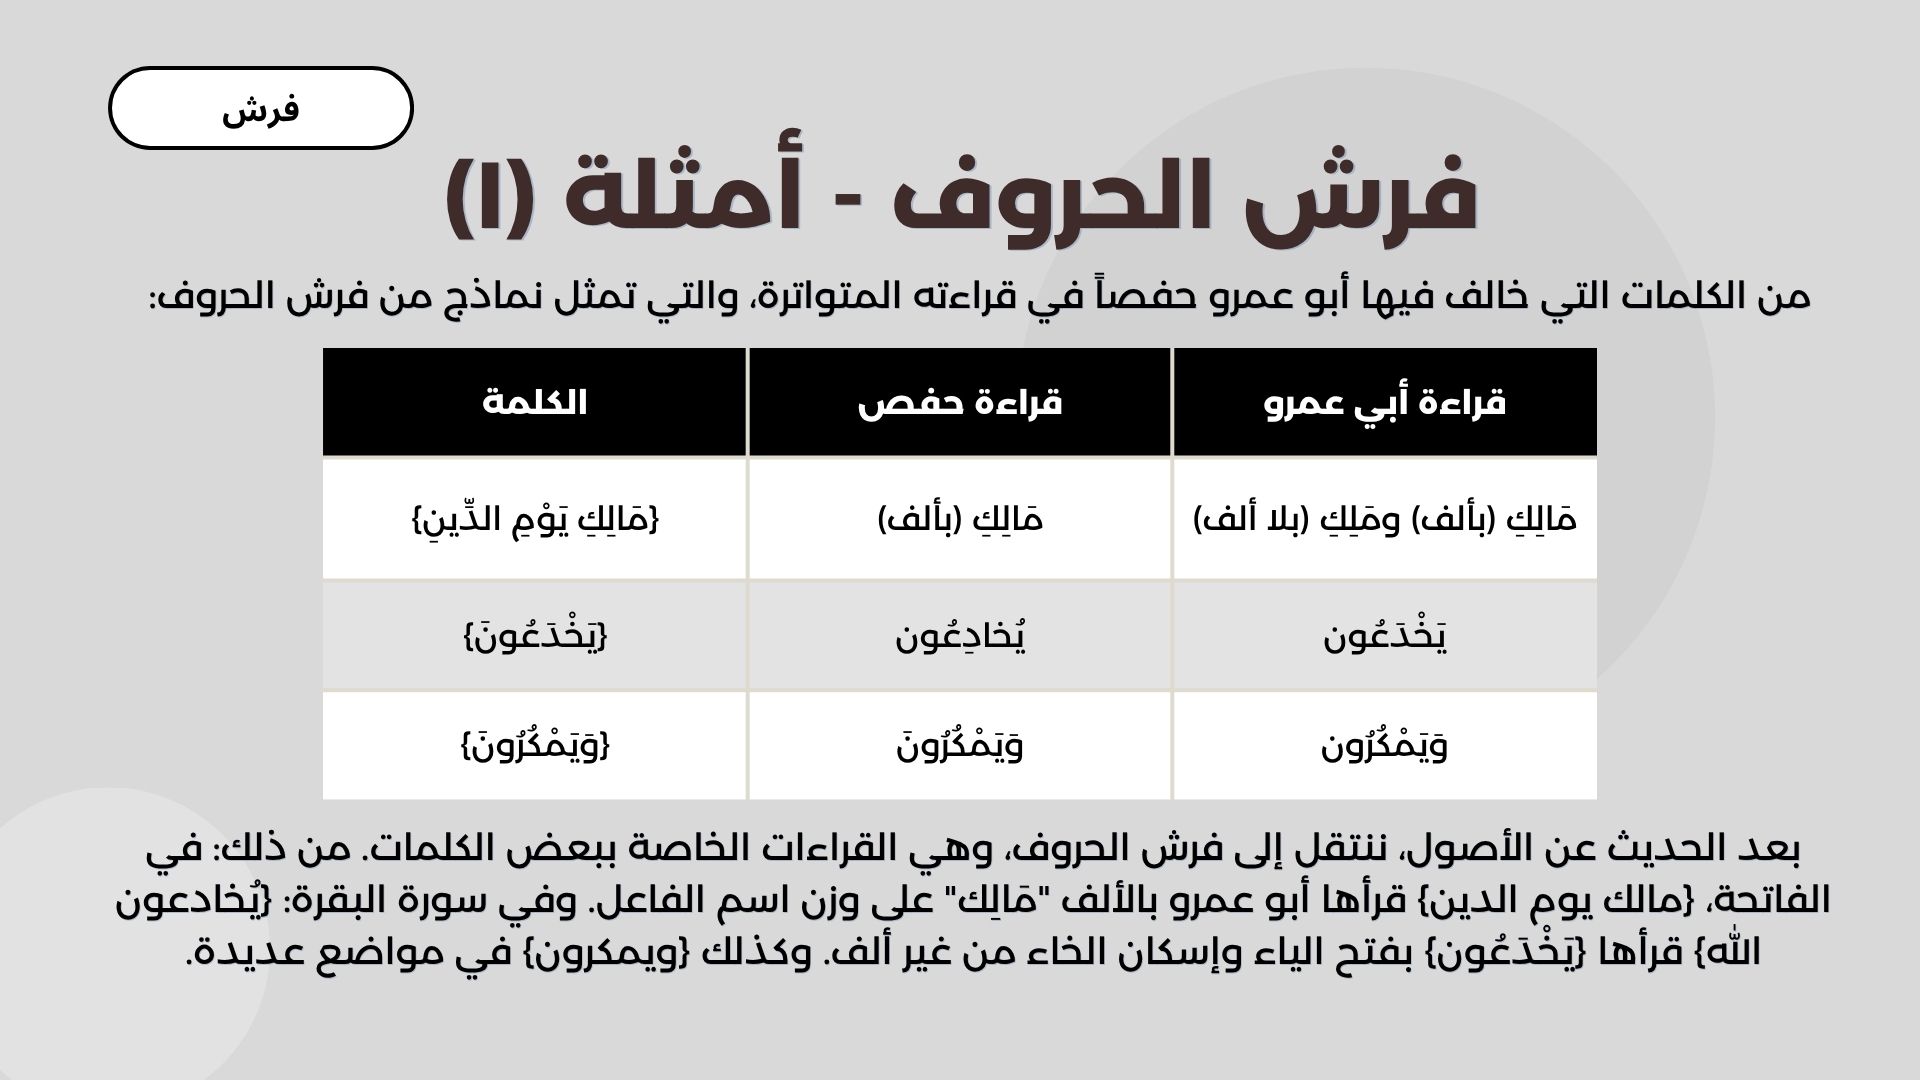 فرش
فرش الحروف - أمثلة (1)
من الكلمات التي خالف فيها أبو عمرو حفصاً في قراءته المتواترة، والتي تمثل نماذج من فرش الحروف:
قراءة أبي عمرو قراءة حفص الكلمة
مَالِكِ (بألف) ومَلِكِ (بلا ألف) مَالِكِ (بألف) {مَالِكِ يَوْمِ الدِّينِ}
يَخْدَعُون يُخادِعُون {يَخْدَعُونَ}
وَيَمْكُرُون وَيَمْكُرُونَ {وَيَمْكُرُونَ}
بعد الحديث عن الأصول، ننتقل إلى فرش الحروف، وهي القراءات الخاصة ببعض الكلمات. من ذلك: في
الفاتحة، {مالك يوم الدين} قرأها أبو عمرو بالألف "مَالِك" على وزن اسم الفاعل. وفي سورة البقرة: {يُخادعون
الله} قرأها {يَخْدَعُون} بفتح الياء وإسكان الخاء من غير ألف. وكذلك {ويمكرون} في مواضع عديدة.